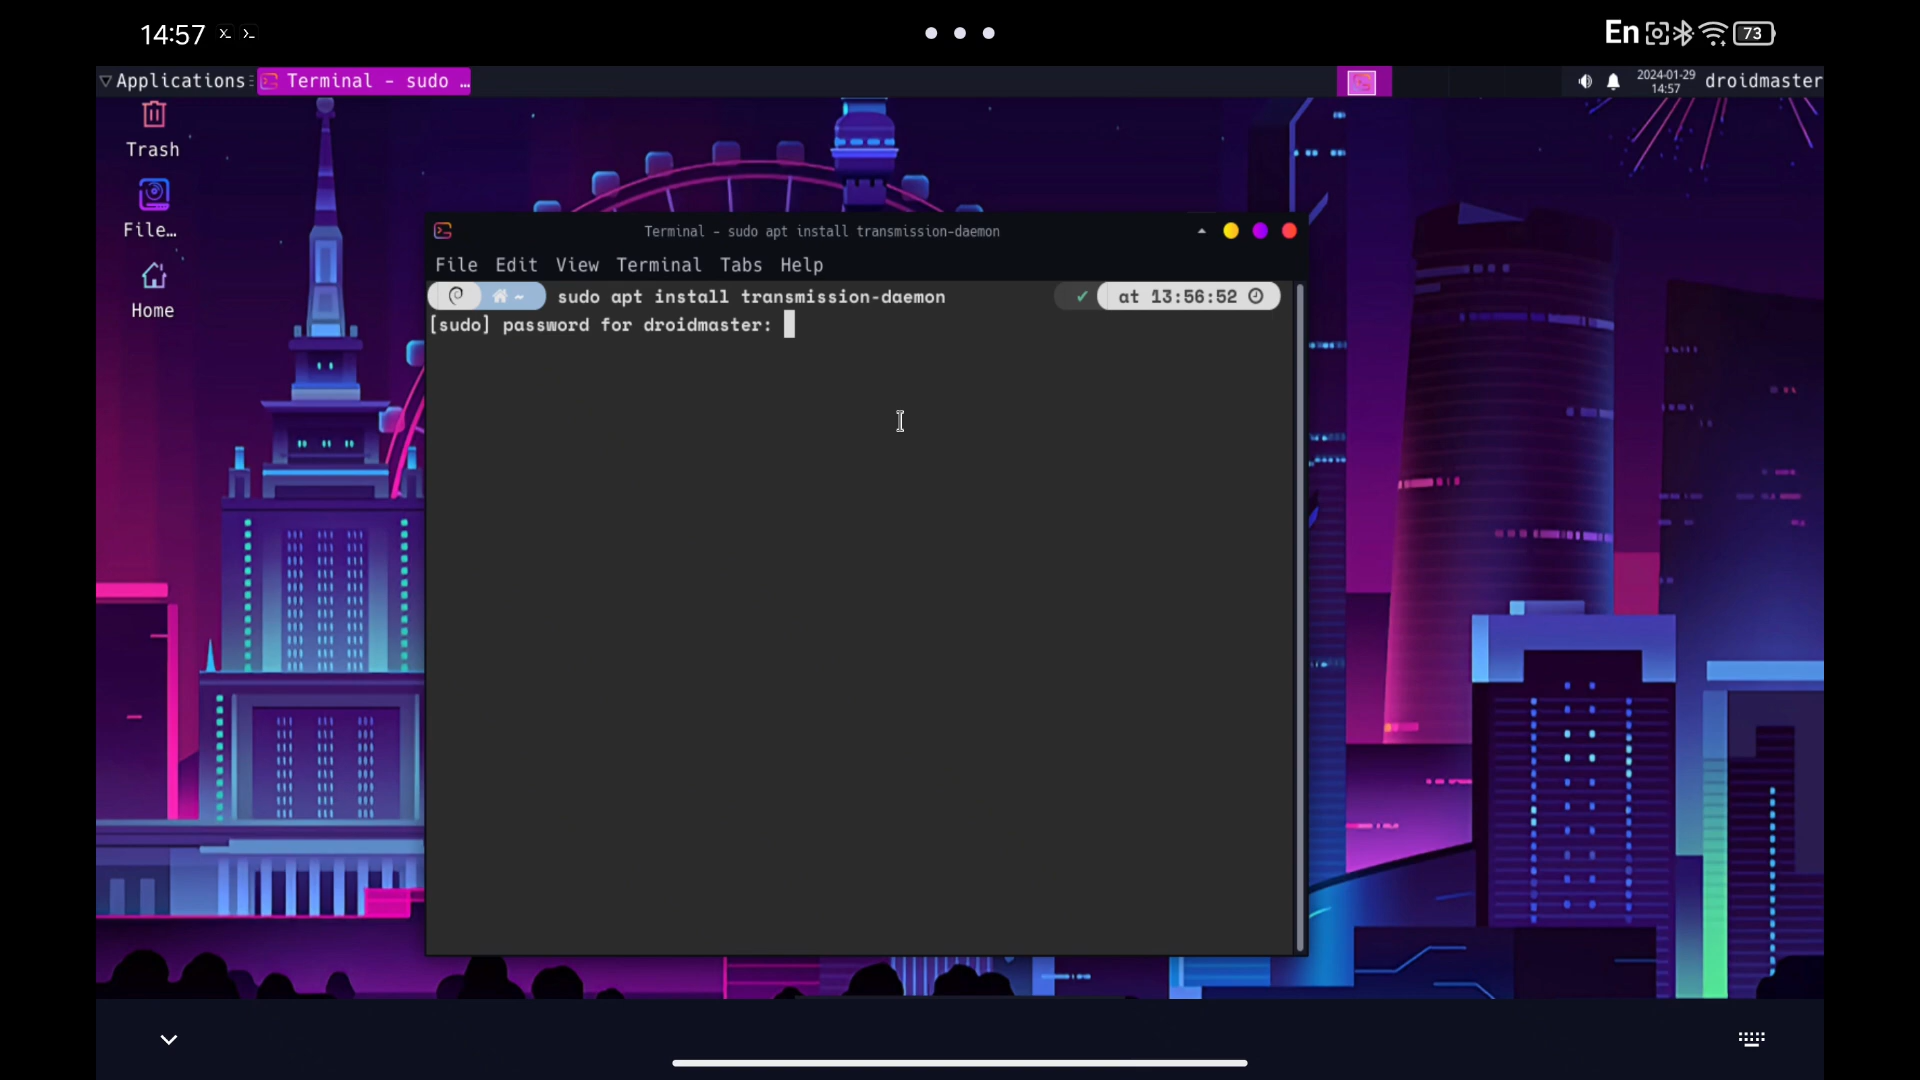 14:57
En
73
Applications
Terminal - sudo …
2024-01-29
14:57
droidmaster
Trash
File…
Home
Terminal - sudo apt install transmission-daemon
File Edit View Terminal Tabs Help
~ sudo apt install transmission-daemon ✓ at 13:56:52
[sudo] password for droidmaster: